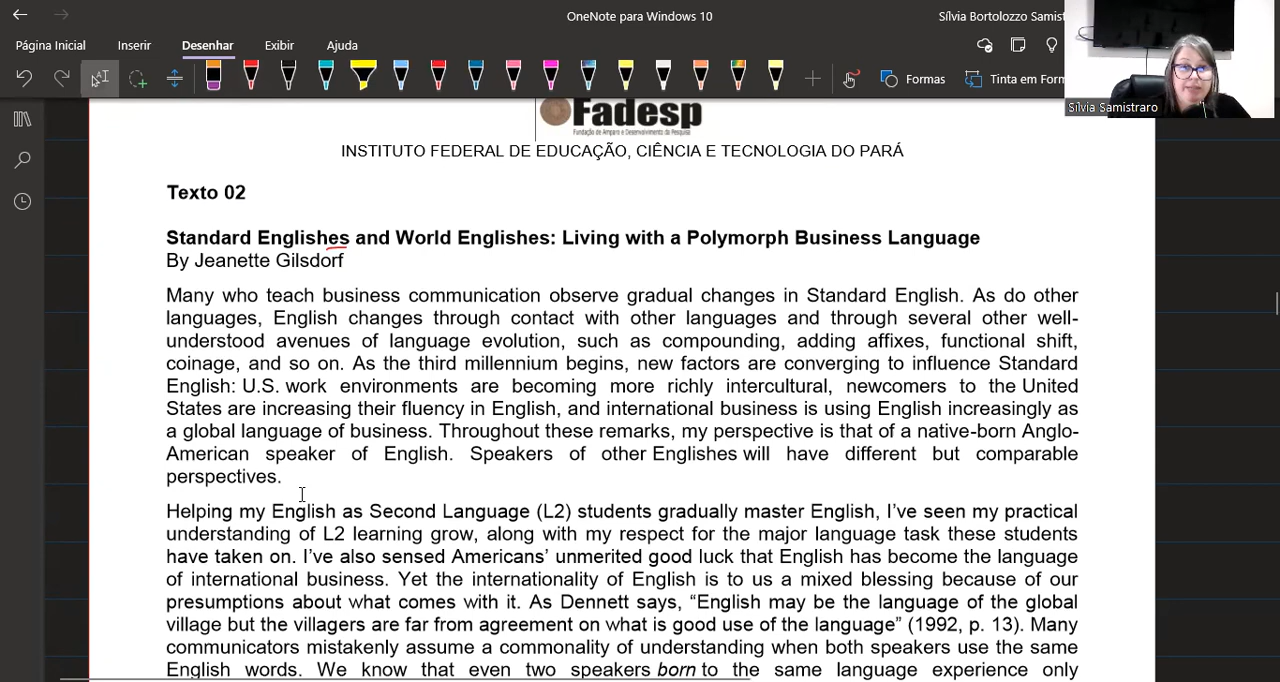 OneNote para Windows 10
Sílvia Bortolozzo Samist
Página Inicial Inserir Desenhar Exibir Ajuda
Formas Tinta em Form
Sílvia Samistraro
Fadesp
Fundação de Amparo e Desenvolvimento da Pesquisa
INSTITUTO FEDERAL DE EDUCAÇÃO, CIÊNCIA E TECNOLOGIA DO PARÁ
Texto 02
Standard Englishes and World Englishes: Living with a Polymorph Business Language
By Jeanette Gilsdorf
Many who teach business communication observe gradual changes in Standard English. As do other
languages, English changes through contact with other languages and through several other well-
understood avenues of language evolution, such as compounding, adding affixes, functional shift,
coinage, and so on. As the third millennium begins, new factors are converging to influence Standard
English: U.S. work environments are becoming more richly intercultural, newcomers to the United
States are increasing their fluency in English, and international business is using English increasingly as
a global language of business. Throughout these remarks, my perspective is that of a native-born Anglo-
American speaker of English. Speakers of other Englishes will have different but comparable
perspectives.
Helping my English as Second Language (L2) students gradually master English, I've seen my practical
understanding of L2 learning grow, along with my respect for the major language task these students
have taken on. I've also sensed Americans' unmerited good luck that English has become the language
of international business. Yet the internationality of English is to us a mixed blessing because of our
presumptions about what comes with it. As Dennett says, “English may be the language of the global
village but the villagers are far from agreement on what is good use of the language” (1992, p. 13). Many
communicators mistakenly assume a commonality of understanding when both speakers use the same
English words. We know that even two speakers born to the same language experience only